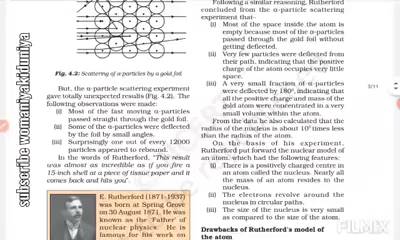 subscribe womaniyakiduniya
Fig. 4.2: Scattering of α-particles by a gold foil
But, the α-particle scattering experiment
gave totally unexpected results (Fig. 4.2). The
following observations were made:
(i) Most of the fast moving α-particles
passed straight through the gold foil.
(ii) Some of the α-particles were deflected
by the foil by small angles.
(iii) Surprisingly one out of every 12000
particles appeared to rebound.
In the words of Rutherford, "This result
was almost as incredible as if you fire a
15-inch shell at a piece of tissue paper and it
comes back and hits you".
E. Rutherford (1871-1937)
was born at Spring Grove
on 30 August 1871. He was
known as the 'Father' of
nuclear physics. He is
famous for his work on
Following a similar reasoning, Rutherford
concluded from the α-particle scattering
experiment that–
(i) Most of the space inside the atom is
empty because most of the α-particles
passed through the gold foil without
getting deflected.
(ii) Very few particles were deflected from
their path, indicating that the positive
charge of the atom occupies very little
space.
(iii) A very small fraction of α-particles
were deflected by 180°, indicating that
all the positive charge and mass of the
gold atom were concentrated in a very
small volume within the atom.
From the data he also calculated that the
radius of the nucleus is about 10⁵ times less
than the radius of the atom.
On the basis of his experiment,
Rutherford put forward the nuclear model of
an atom, which had the following features:
(i) There is a positively charged centre in
an atom called the nucleus. Nearly all
the mass of an atom resides in the
nucleus.
(ii) The electrons revolve around the
nucleus in circular paths.
(iii) The size of the nucleus is very small
as compared to the size of the atom.
Drawbacks of Rutherford's model of
the atom
3/11
FILMIX